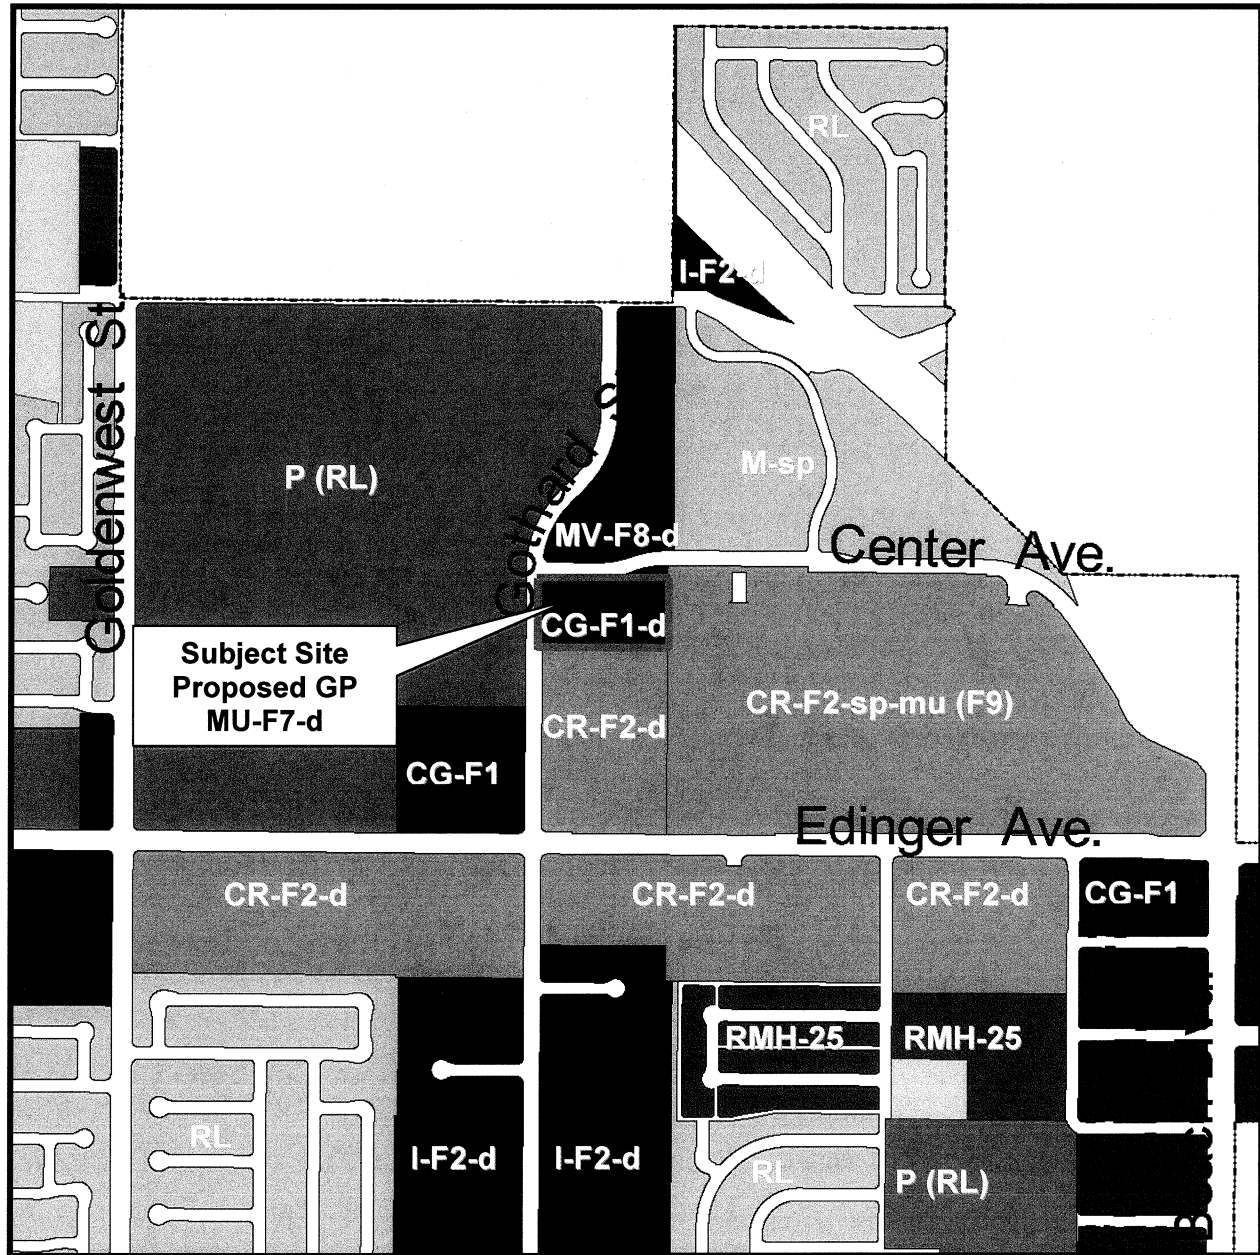 RL
I-F2-d
Goldenwest St
P (RL)
Gothard S
M-sp
MV-F8-d
Center Ave.
CG-F1-d
Subject Site
Proposed GP
MU-F7-d
CR-F2-d
CR-F2-sp-mu (F9)
CG-F1
Edinger Ave.
CR-F2-d
CR-F2-d
CR-F2-d
CG-F1
RMH-25
RMH-25
RL
I-F2-d
I-F2-d
RL
P (RL)